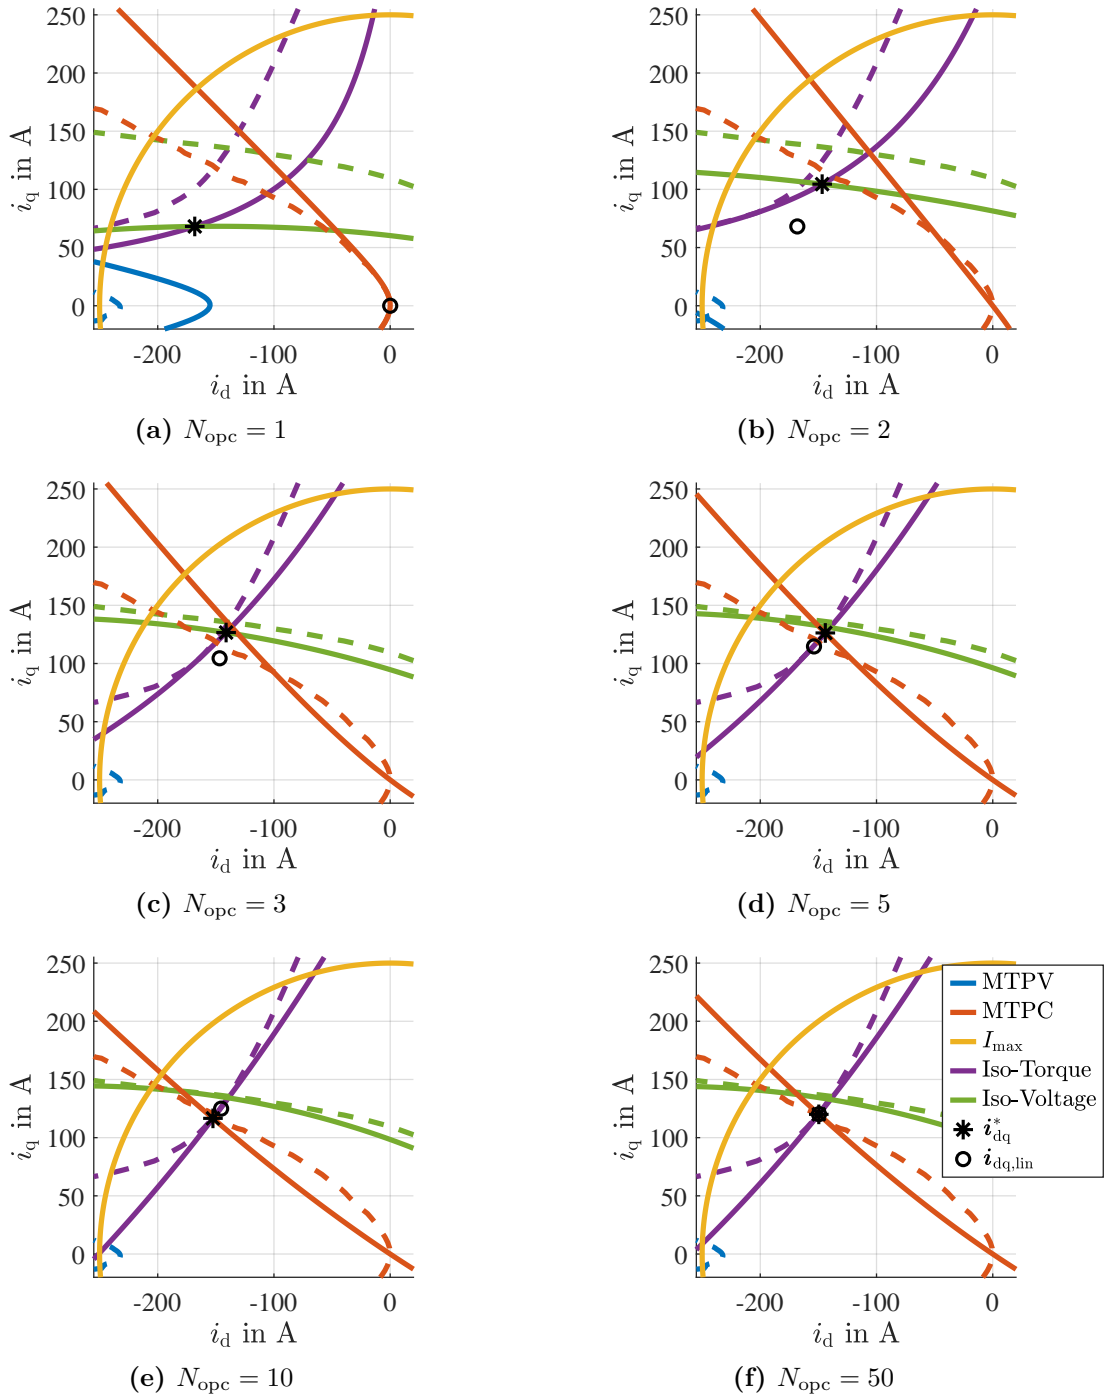 250
200
150
100
50
0
i_q in A
-200 -100 0
i_d in A
(a) N_opc = 1
250
200
150
100
50
0
i_q in A
-200 -100 0
i_d in A
(b) N_opc = 2
250
200
150
100
50
0
i_q in A
-200 -100 0
i_d in A
(c) N_opc = 3
250
200
150
100
50
0
i_q in A
-200 -100 0
i_d in A
(d) N_opc = 5
250
200
150
100
50
0
i_q in A
-200 -100 0
i_d in A
(e) N_opc = 10
250
200
150
100
50
0
i_q in A
-200 -100 0
i_d in A
MTPV
MTPC
I_max
Iso-Torque
Iso-Voltage
i*_dq
i_dq,lin
(f) N_opc = 50